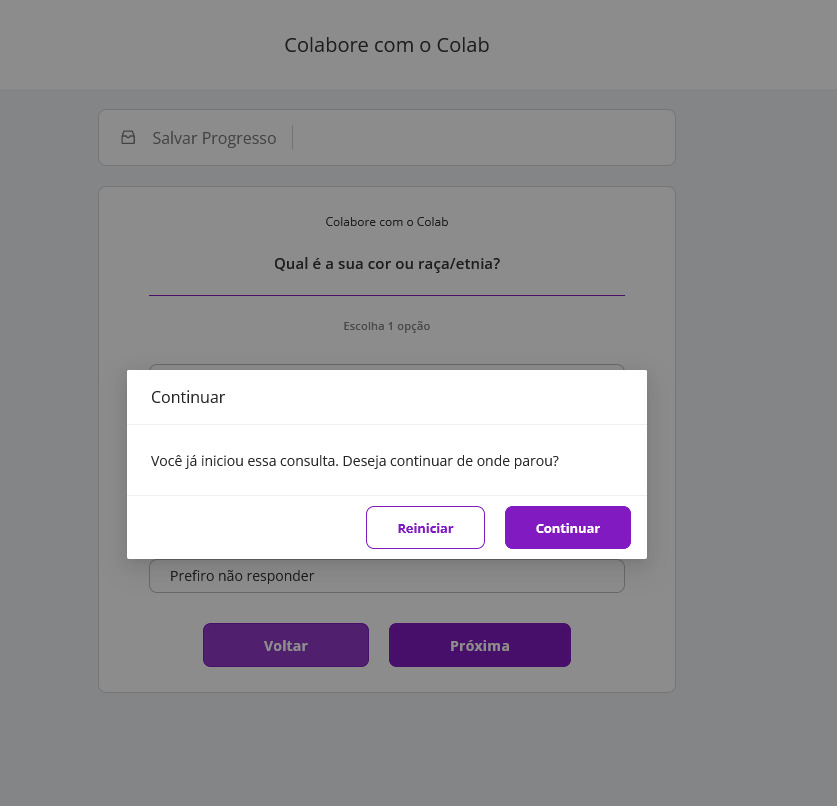 Colabore com o Colab
Salvar Progresso
Colabore com o Colab
Qual é a sua cor ou raça/etnia?
Escolha 1 opção
Continuar
Você já iniciou essa consulta. Deseja continuar de onde parou?
Reiniciar
Continuar
Prefiro não responder
Voltar
Próxima